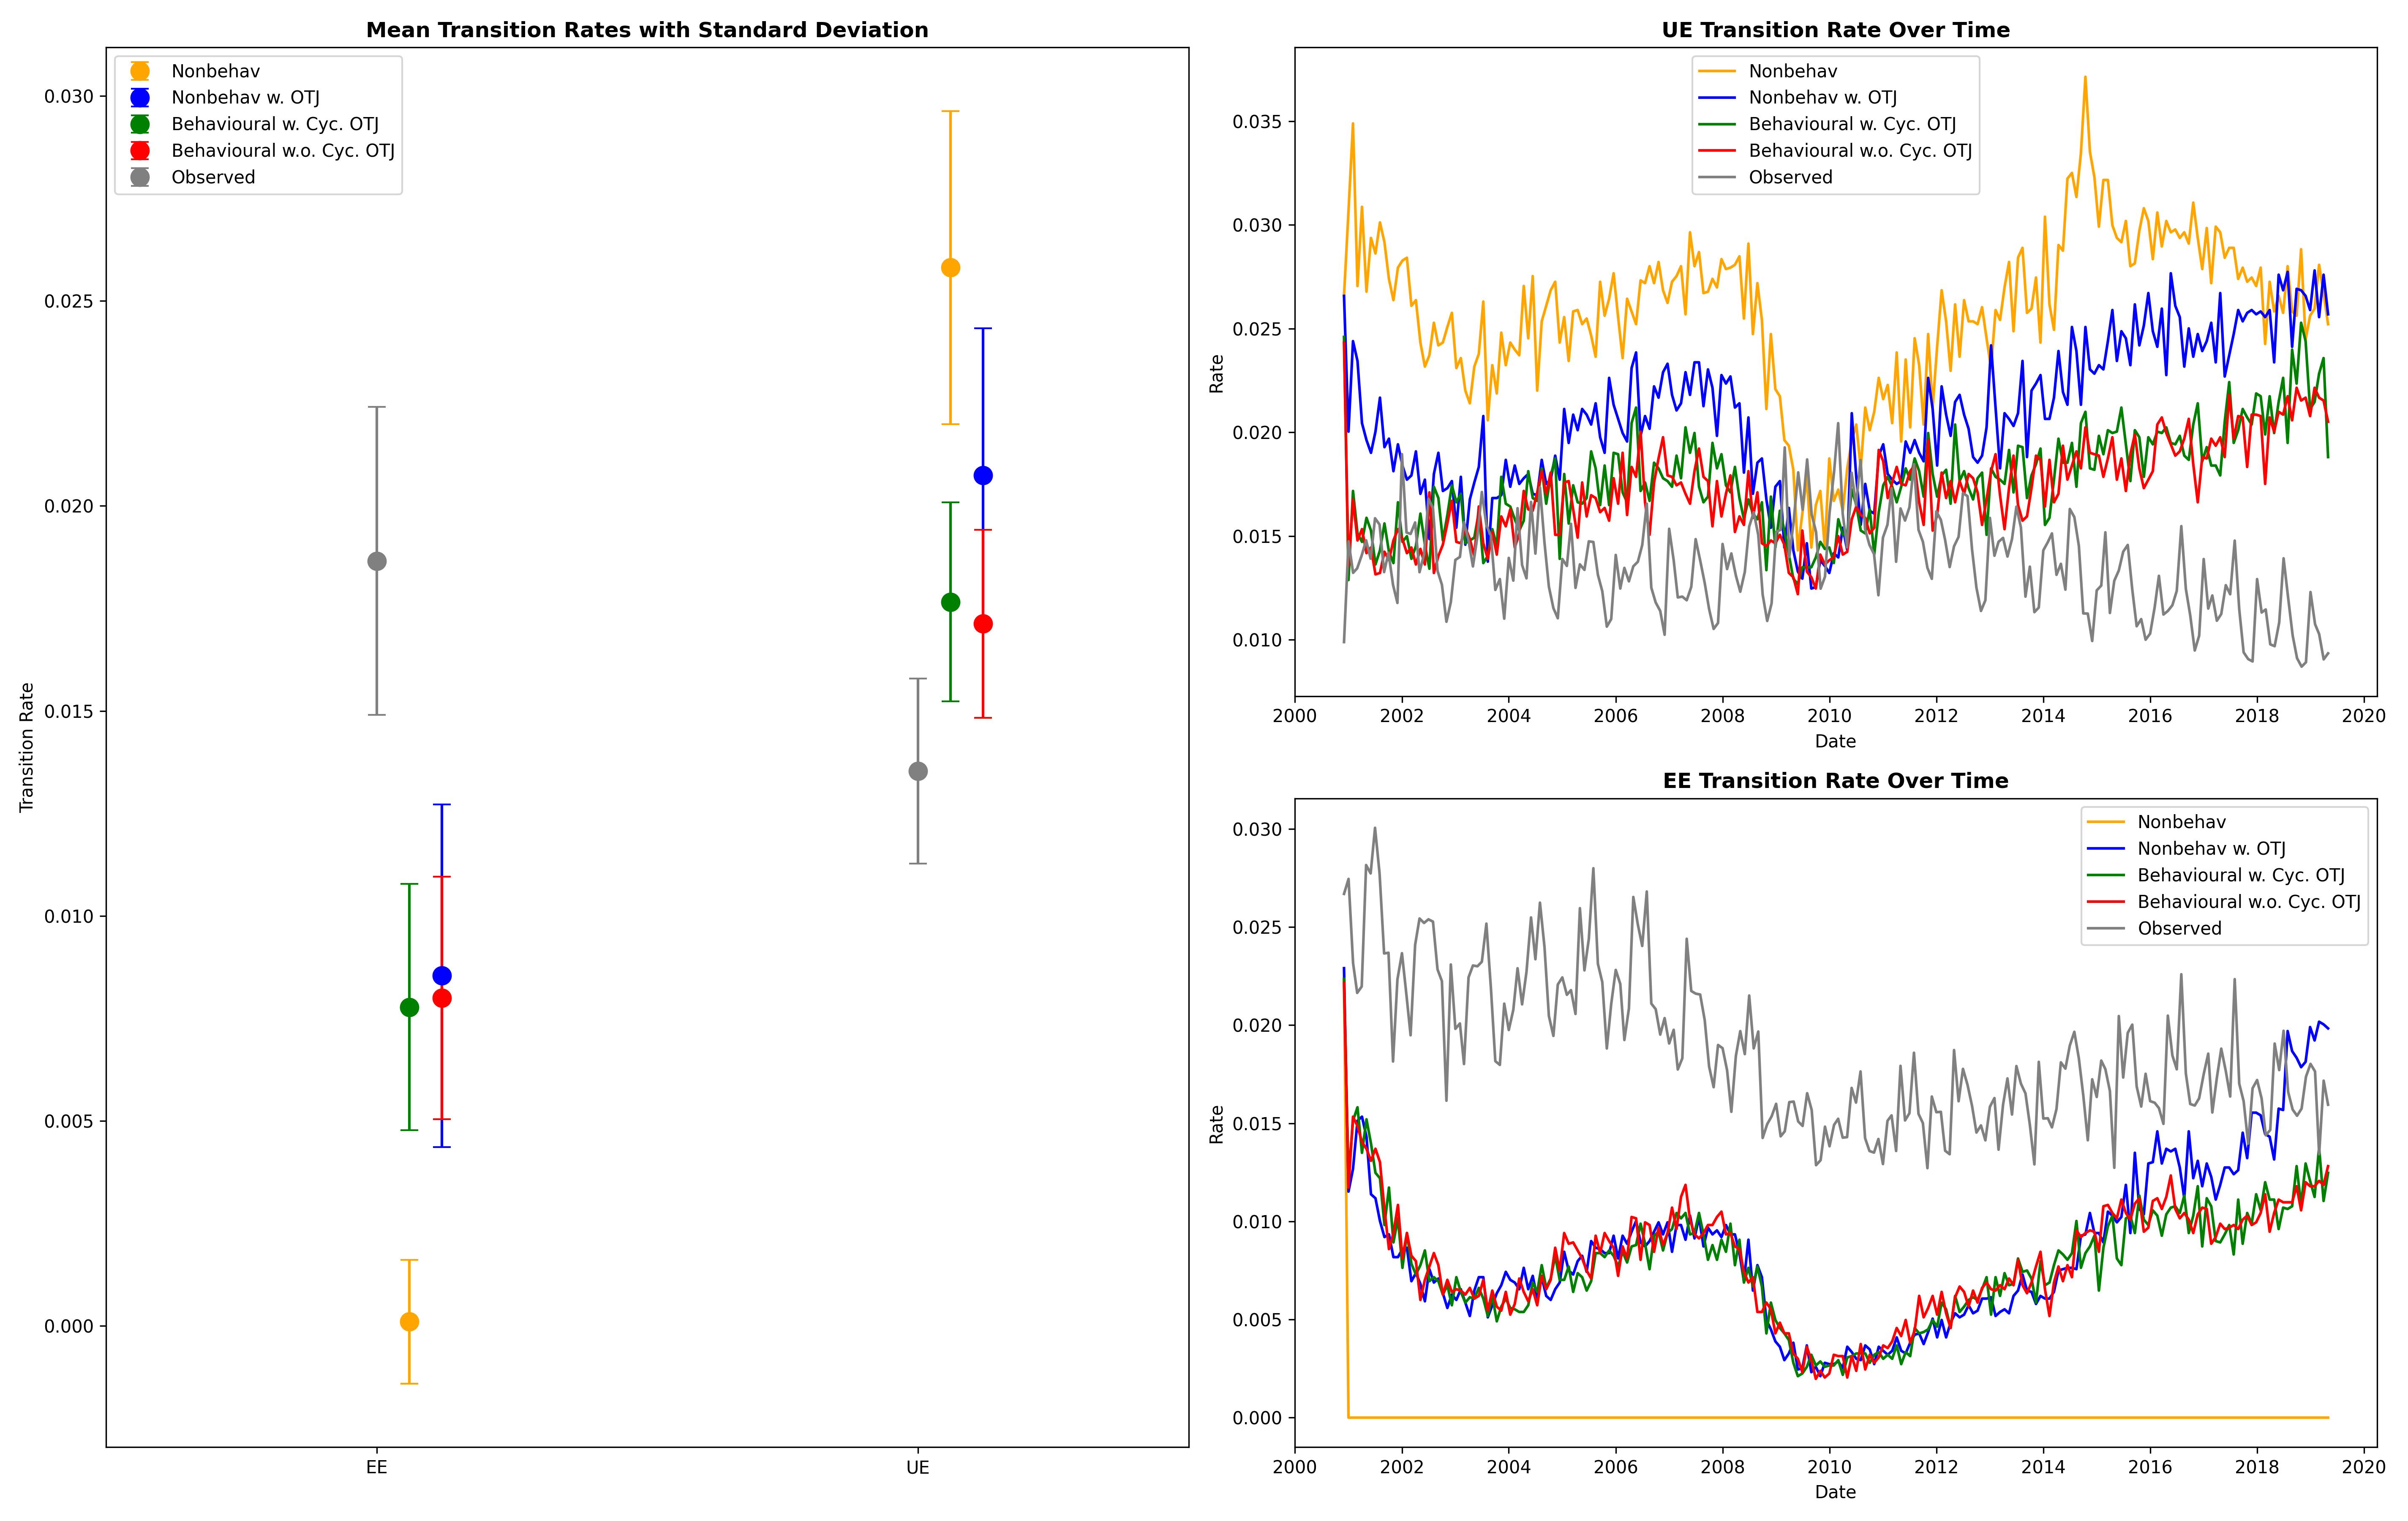 Mean Transition Rates with Standard Deviation
Nonbehav
Nonbehav w. OTJ
Behavioural w. Cyc. OTJ
Behavioural w.o. Cyc. OTJ
Observed
0.030
0.025
0.020
0.015
0.010
0.005
0.000
Transition Rate
EE
UE
UE Transition Rate Over Time
Nonbehav
Nonbehav w. OTJ
Behavioural w. Cyc. OTJ
Behavioural w.o. Cyc. OTJ
Observed
0.035
0.030
0.025
0.020
0.015
0.010
Rate
2000 2002 2004 2006 2008 2010 2012 2014 2016 2018 2020
Date
EE Transition Rate Over Time
Nonbehav
Nonbehav w. OTJ
Behavioural w. Cyc. OTJ
Behavioural w.o. Cyc. OTJ
Observed
0.030
0.025
0.020
0.015
0.010
0.005
0.000
Rate
2000 2002 2004 2006 2008 2010 2012 2014 2016 2018 2020
Date